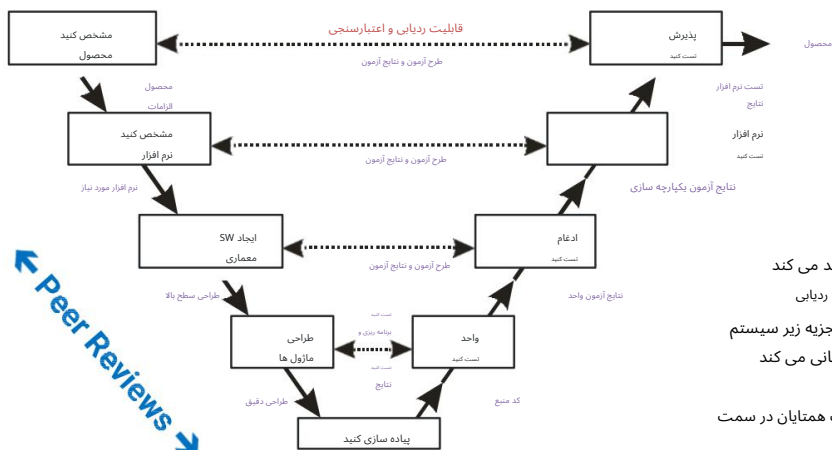 قابلیت ردیابی و اعتبارسنجی
مشخص کنید
محصول
طرح آزمون و نتایج آزمون
پذیرش
تست کنید
محصول
محصول
الزامات
تست نرم افزار
نتایج
مشخص کنید
نرم افزار
طرح آزمون و نتایج آزمون
نرم افزار
تست کنید
نرم افزار مورد نیاز
نتایج آزمون یکپارچه سازی
ایجاد SW
معماری
طرح آزمون و نتایج آزمون
ادغام
تست کنید
طراحی سطح بالا
نتایج آزمون واحد
طراحی
ماژول ها
تست کنید
برنامه ریزی و
تست کنید
نتایج
واحد
تست کنید
طراحی دقیق
کد منبع
پیاده سازی کنید
Peer Reviews
د می کند
ردیابی
جزیه زیر سیستم
انی می کند
همتایان در سمت